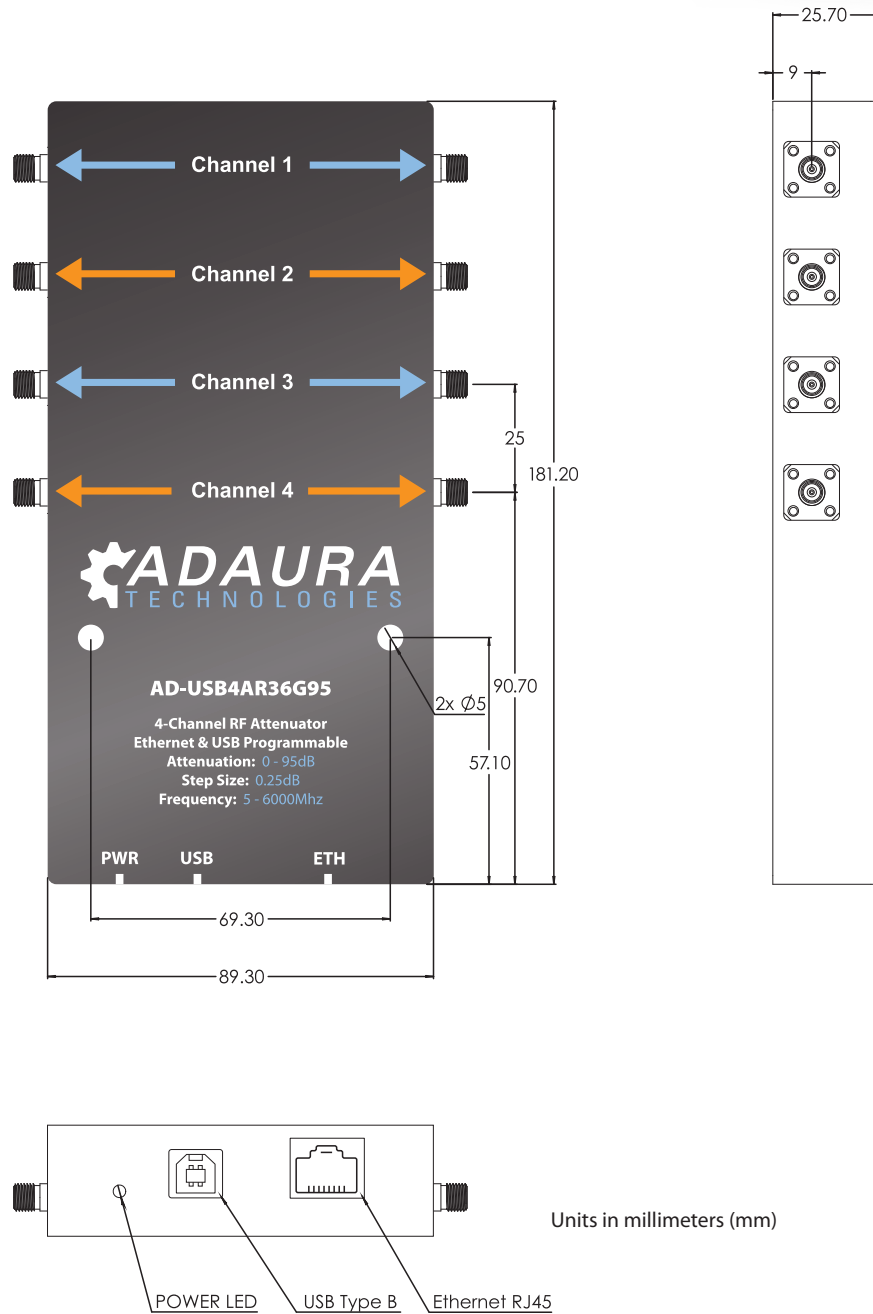 25.70
9
Channel 1
Channel 2
Channel 3
25
181.20
Channel 4
ADAURA
TECHNOLOGIES
AD-USB4AR36G95
90.70
2x Ø5
4-Channel RF Attenuator
Ethernet & USB Programmable
57.10
Attenuation: 0 - 95dB
Step Size: 0.25dB
Frequency: 5 - 6000Mhz
PWR USB ETH
69.30
89.30
Units in millimeters (mm)
POWER LED USB Type B Ethernet RJ45